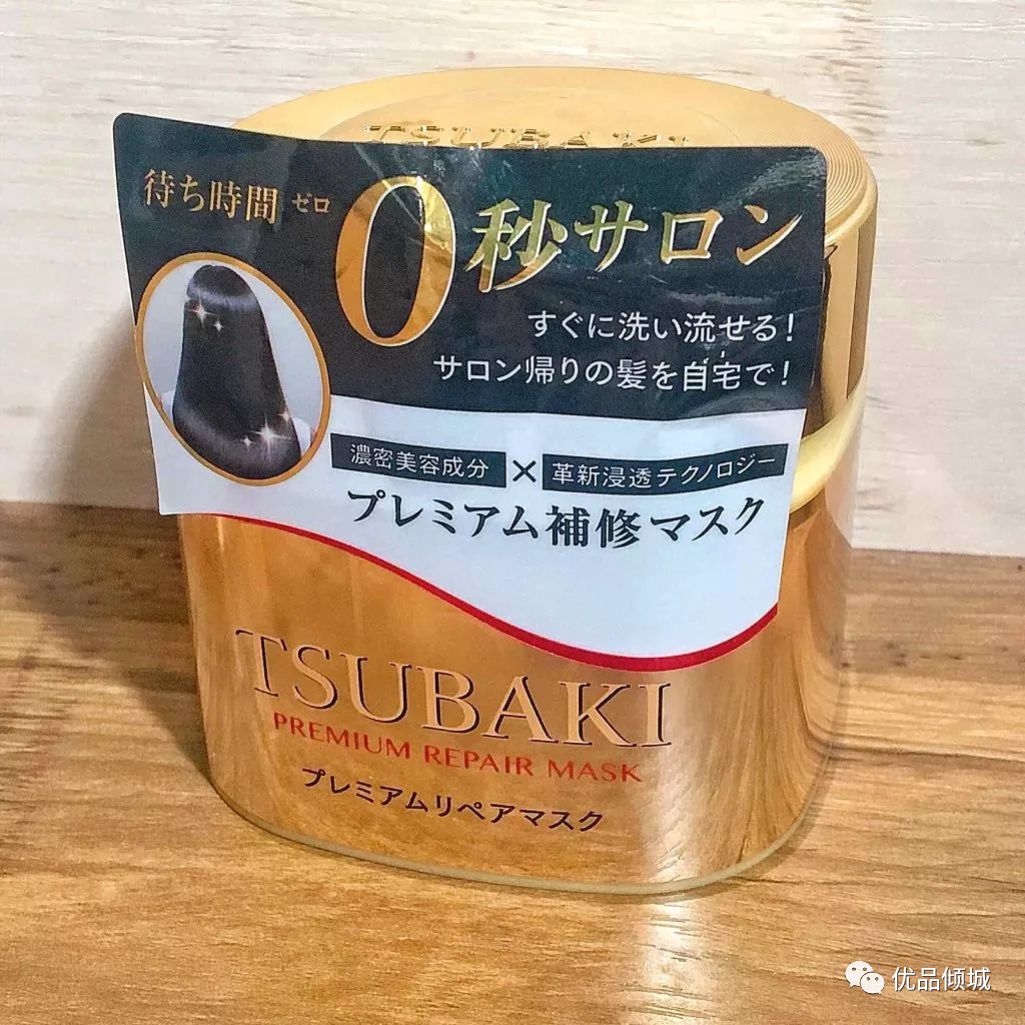 TSUBAKI
待ち時間 ゼロ 0秒サロン
すぐに洗い流せる!
サロン帰りの髪を自宅で!
濃密美容成分 × 革新浸透テクノロジー
プレミアム補修マスク
TSUBAKI
PREMIUM REPAIR MASK
プレミアムリペアマスク
优品倾城